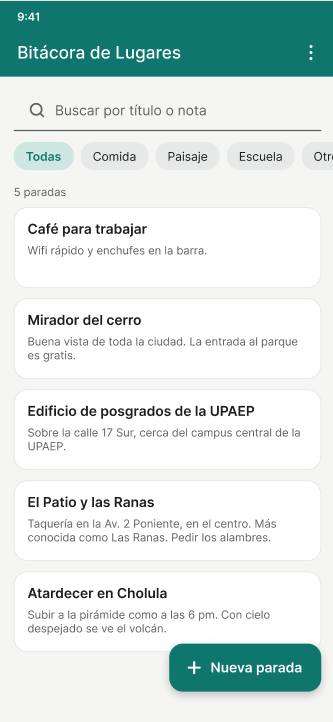 9:41
Bitácora de Lugares
Buscar por título o nota
Todas Comida Paisaje Escuela Otr
5 paradas
Café para trabajar
Wifi rápido y enchufes en la barra.
Mirador del cerro
Buena vista de toda la ciudad. La entrada al parque
es gratis.
Edificio de posgrados de la UPAEP
Sobre la calle 17 Sur, cerca del campus central de la
UPAEP.
El Patio y las Ranas
Taquería en la Av. 2 Poniente, en el centro. Más
conocida como Las Ranas. Pedir los alambres.
Atardecer en Cholula
Subir a la pirámide como a las 6 pm. Con cielo
despejado se ve el volcán.
+ Nueva parada